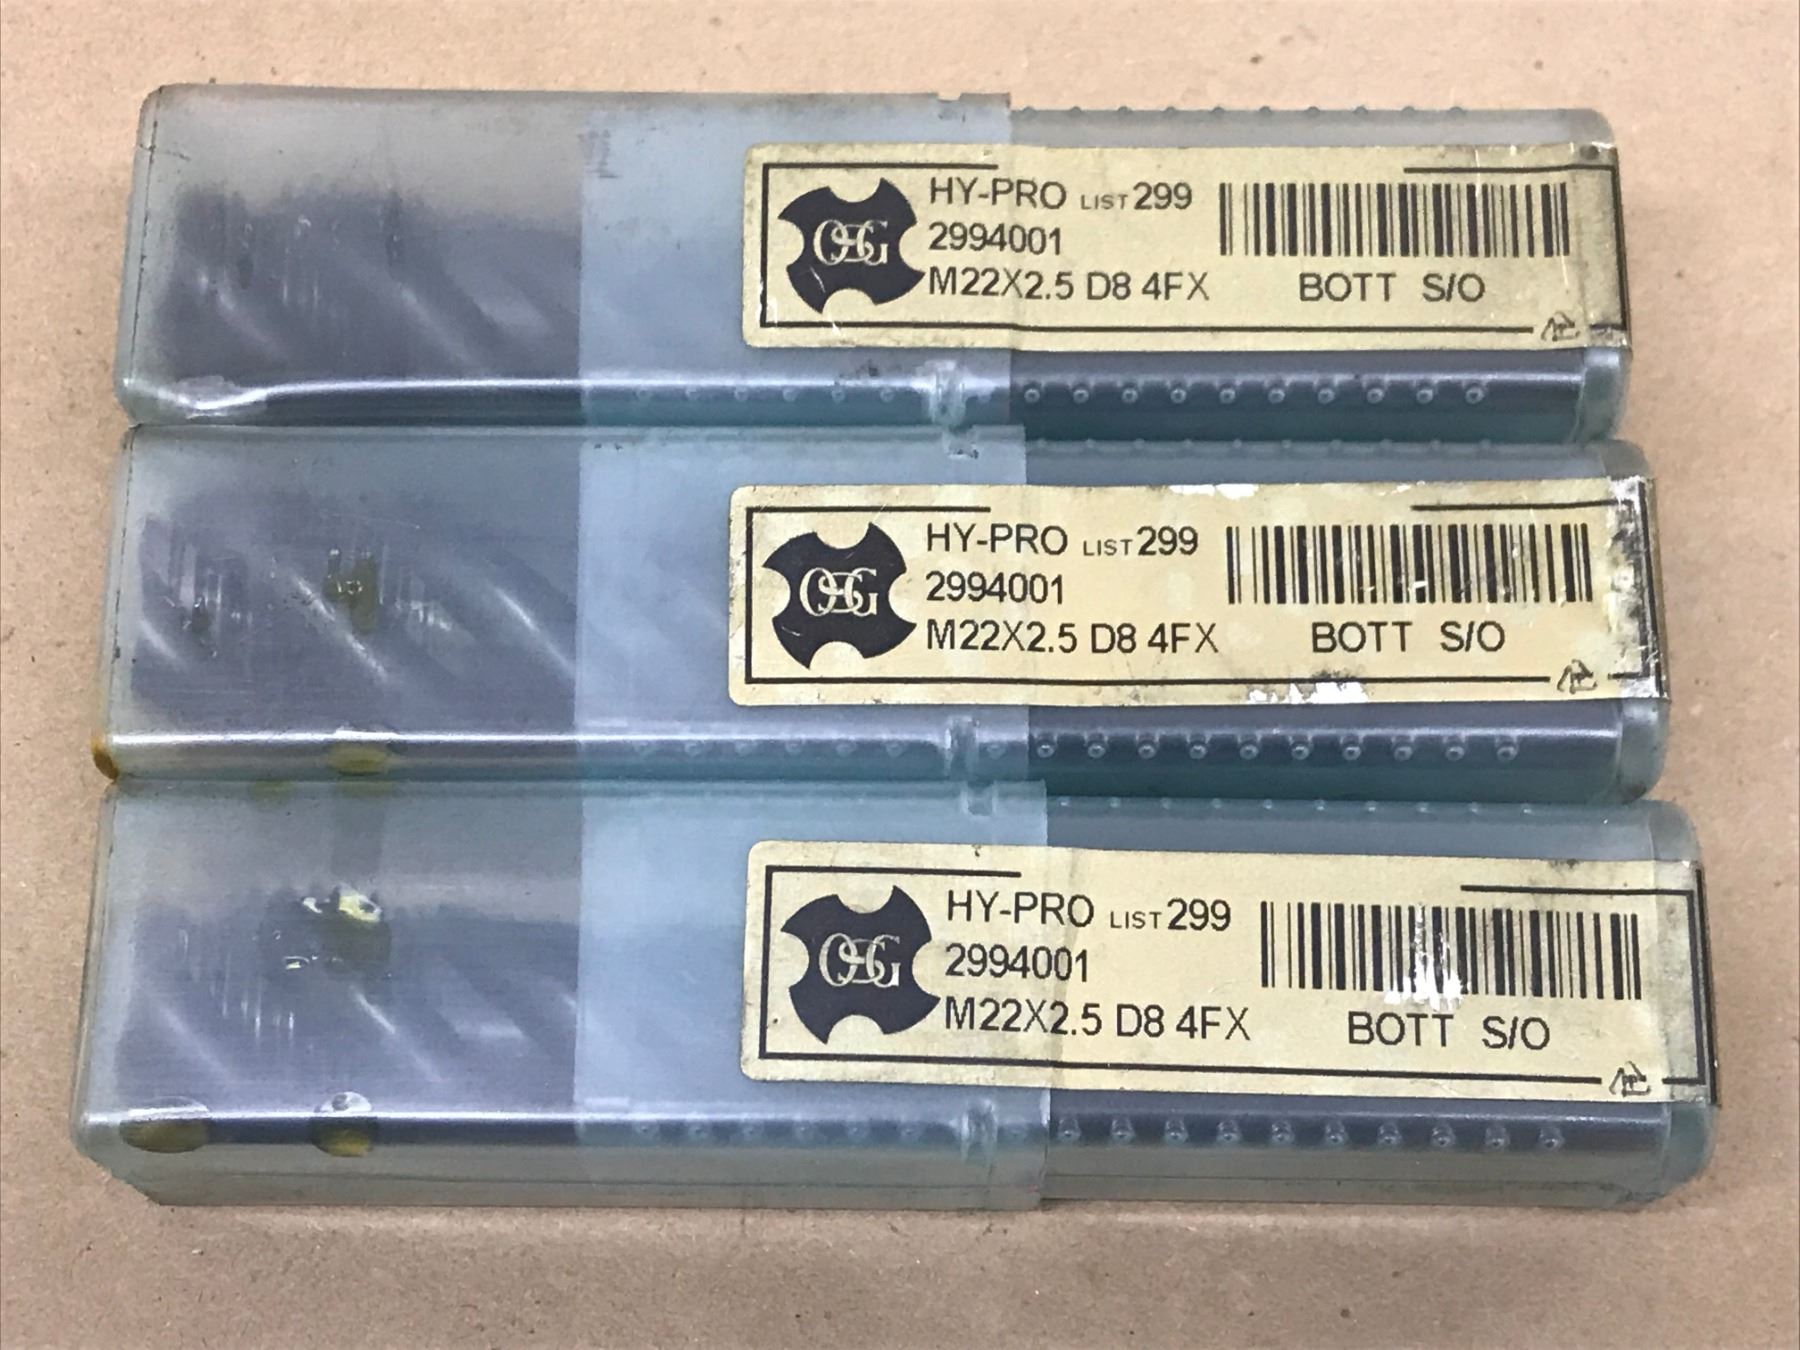 OSG
HY-PRO LIST 299
2994001
M22X2.5 D8 4FX
BOTT S/O
OSG
HY-PRO LIST 299
2994001
M22X2.5 D8 4FX
BOTT S/O
OSG
HY-PRO LIST 299
2994001
M22X2.5 D8 4FX
BOTT S/O